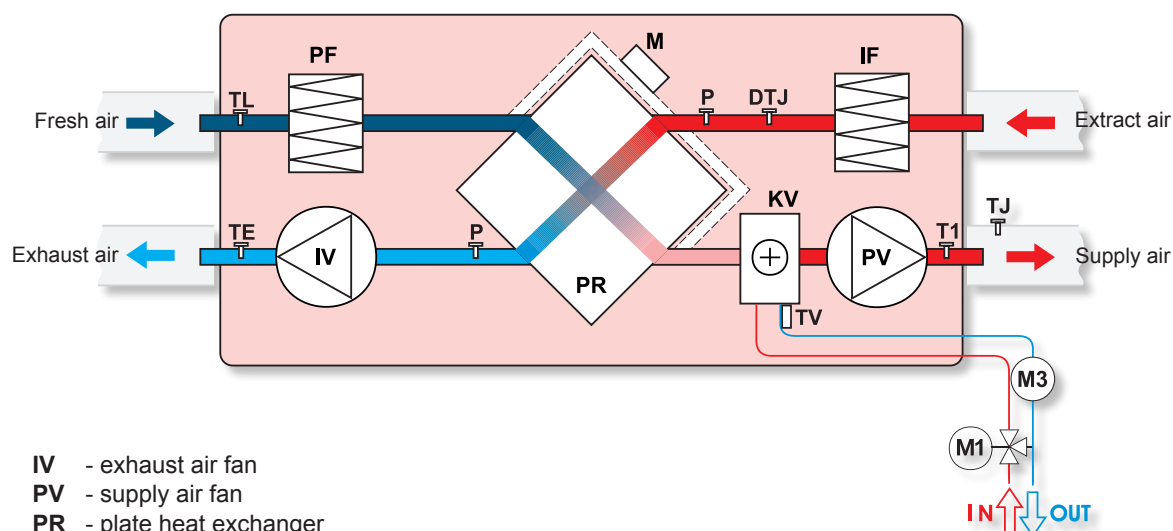 PF
M
IF
TL
P
DTJ
Fresh air
Extract air
KV
TJ
TE
P
T1
Exhaust air
IV
PR
PV
Supply air
TV
M3
M1
IN
OUT
IV - exhaust air fan
PV - supply air fan
PR - plate heat exchanger